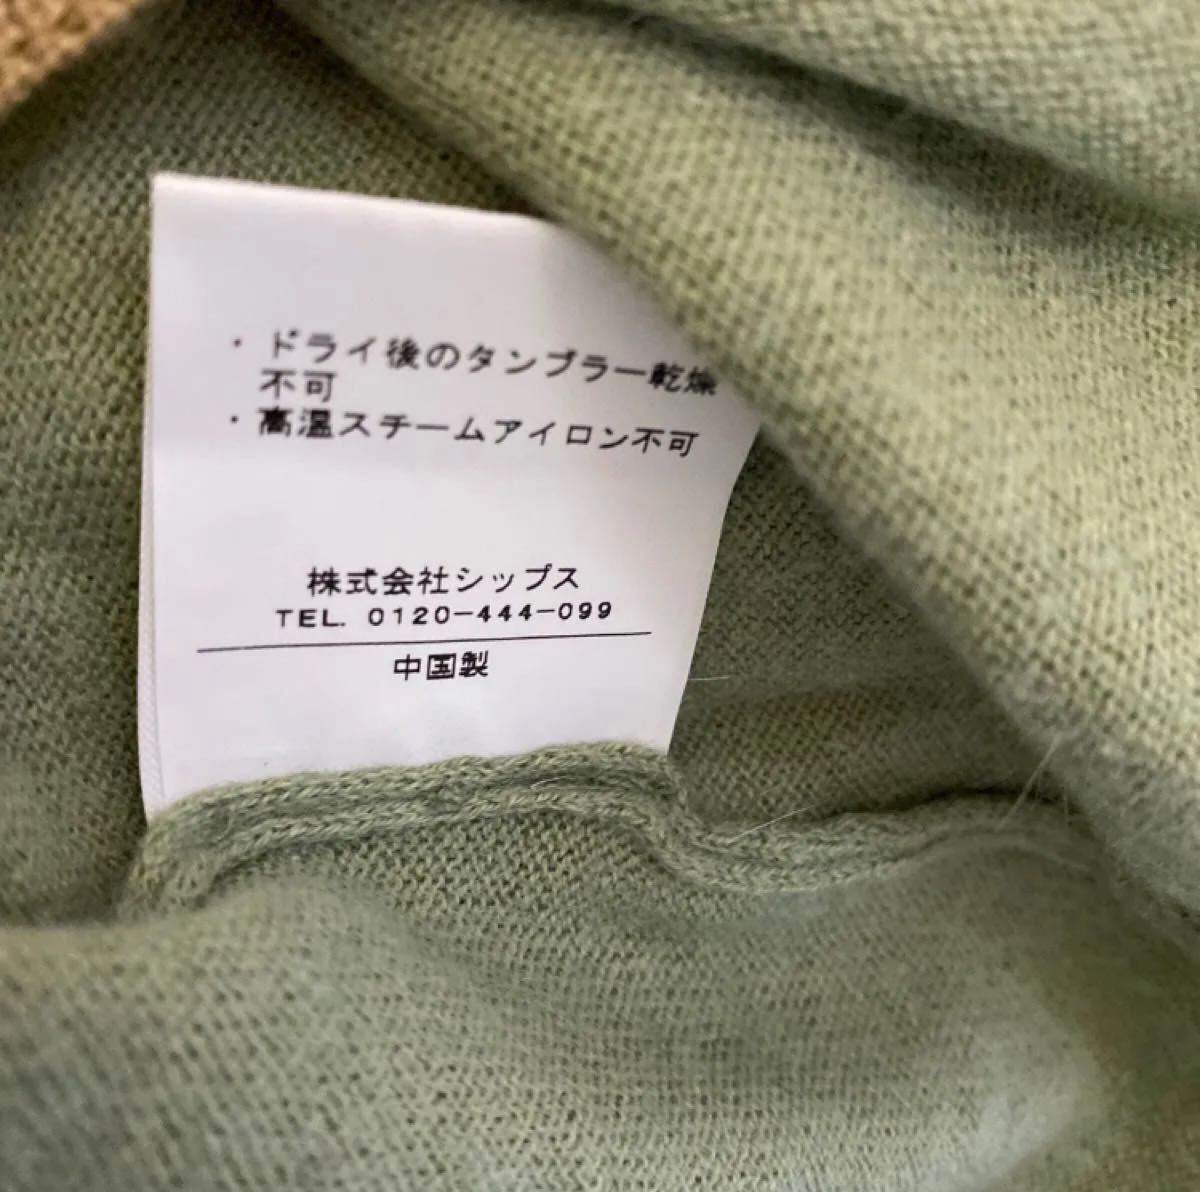 ・ドライ後のタンブラー乾燥
不可
・高温スチームアイロン不可
株式会社シップス
TEL. 0120-444-099
中国製